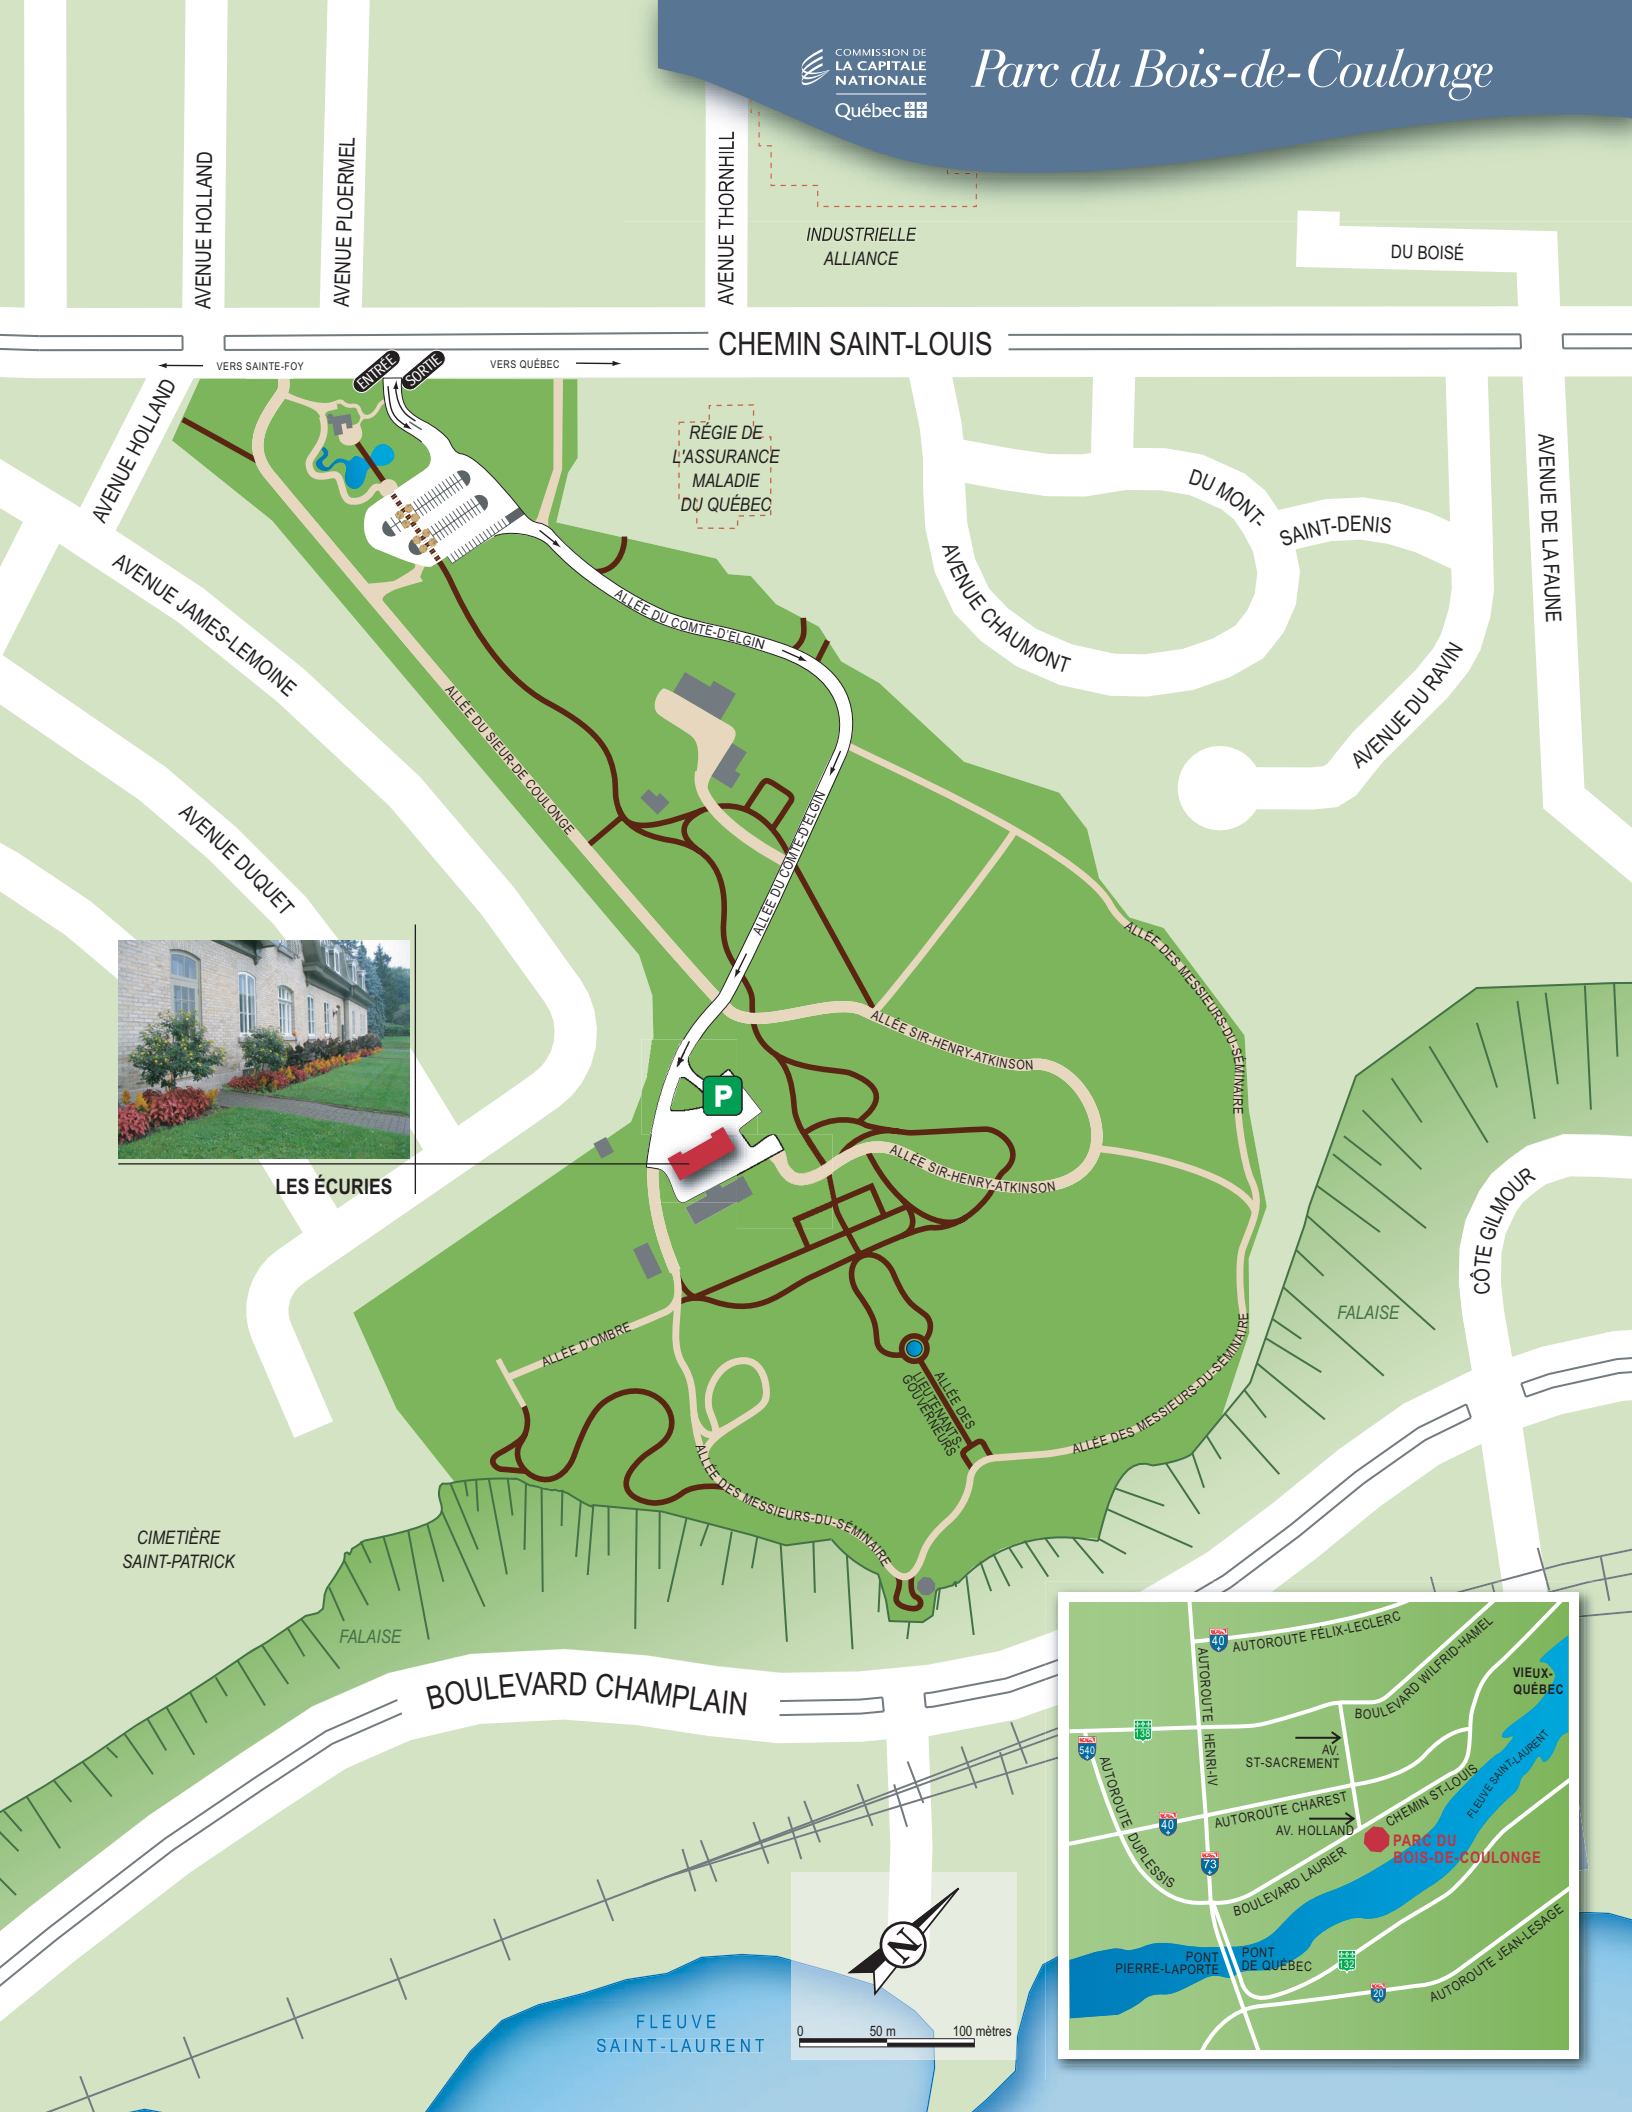 COMMISSION DE
LA CAPITALE
NATIONALE
Québec
Parc du Bois-de-Coulonge
AVENUE HOLLAND
AVENUE PLOERMEL
AVENUE THORNHILL
INDUSTRIELLE
ALLIANCE
DU BOISÉ
CHEMIN SAINT-LOUIS
VERS SAINTE-FOY
ENTRÉE
SORTIE
VERS QUÉBEC
AVENUE HOLLAND
RÉGIE DE
L'ASSURANCE
MALADIE
DU QUÉBEC
DU MONT-
SAINT-DENIS
AVENUE DE LA FAUNE
AVENUE CHAUMONT
AVENUE DU RAVIN
AVENUE JAMES-LEMOINE
AVENUE DUQUET
ALLÉE DU COMTE-D'ELGIN
ALLÉE DU SIEUR-DE COULONGE
ALLÉE DU COMTE-D'ELGIN
ALLÉE DES MESSIEURS-DU-SÉMINAIRE
ALLÉE SIR-HENRY-ATKINSON
P
ALLÉE SIR-HENRY-ATKINSON
LES ÉCURIES
CÔTE GILMOUR
FALAISE
ALLÉE D'OMBRE
ALLÉE DES
LIEUTENANTS-
GOUVERNEURS
ALLÉE DES MESSIEURS-DU-SÉMINAIRE
ALLÉE DES MESSIEURS-DU-SÉMINAIRE
CIMETIÈRE
SAINT-PATRICK
FALAISE
BOULEVARD CHAMPLAIN
N
0 50 m 100 mètres
FLEUVE
SAINT-LAURENT
40
AUTOROUTE FÉLIX-LECLERC
AUTOROUTE HENRI-IV
BOULEVARD WILFRID-HAMEL
VIEUX-
QUÉBEC
138
540
AV.
ST-SACREMENT
AUTOROUTE DUPLESSIS
FLEUVE SAINT-LAURENT
CHEMIN ST-LOUIS
AUTOROUTE CHAREST
40
AV. HOLLAND
PARC DU
BOIS-DE-COULONGE
73
BOULEVARD LAURIER
PONT
PIERRE-LAPORTE
PONT
DE QUÉBEC
132
20
AUTOROUTE JEAN-LESAGE